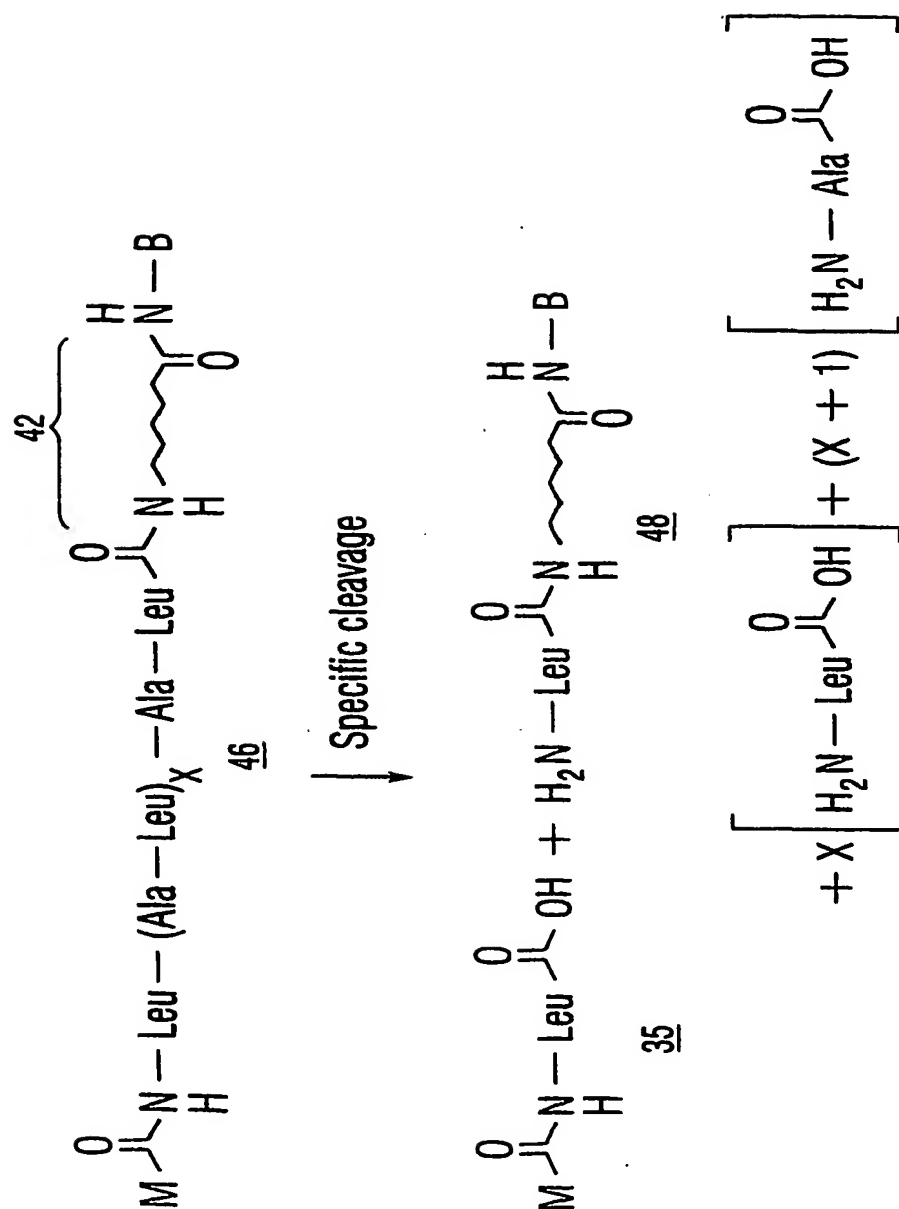 42
M O N H — Leu — (Ala — Leu)X — Ala — Leu O N H O H N — B
46
Specific cleavage
M O N H — Leu O OH + H2N — Leu O N H O H N — B
35
48
+ X [ H2N — Leu O OH ] + (X + 1) [ H2N — Ala O OH ]